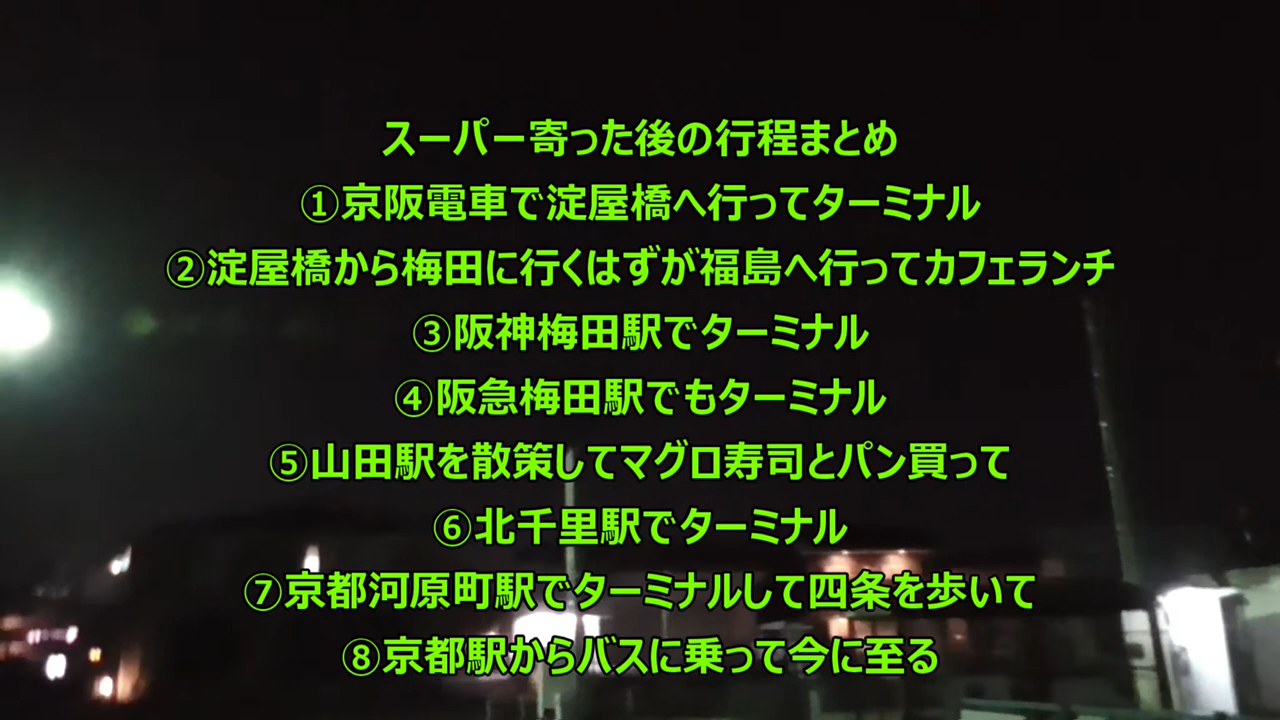 スーパー寄った後の行程まとめ
①京阪電車で淀屋橋へ行ってターミナル
②淀屋橋から梅田に行くはずが福島へ行ってカフェランチ
③阪神梅田駅でターミナル
④阪急梅田駅でもターミナル
⑤山田駅を散策してマグロ寿司とパン買って
⑥北千里駅でターミナル
⑦京都河原町駅でターミナルして四条を歩いて
⑧京都駅からバスに乗って今に至る